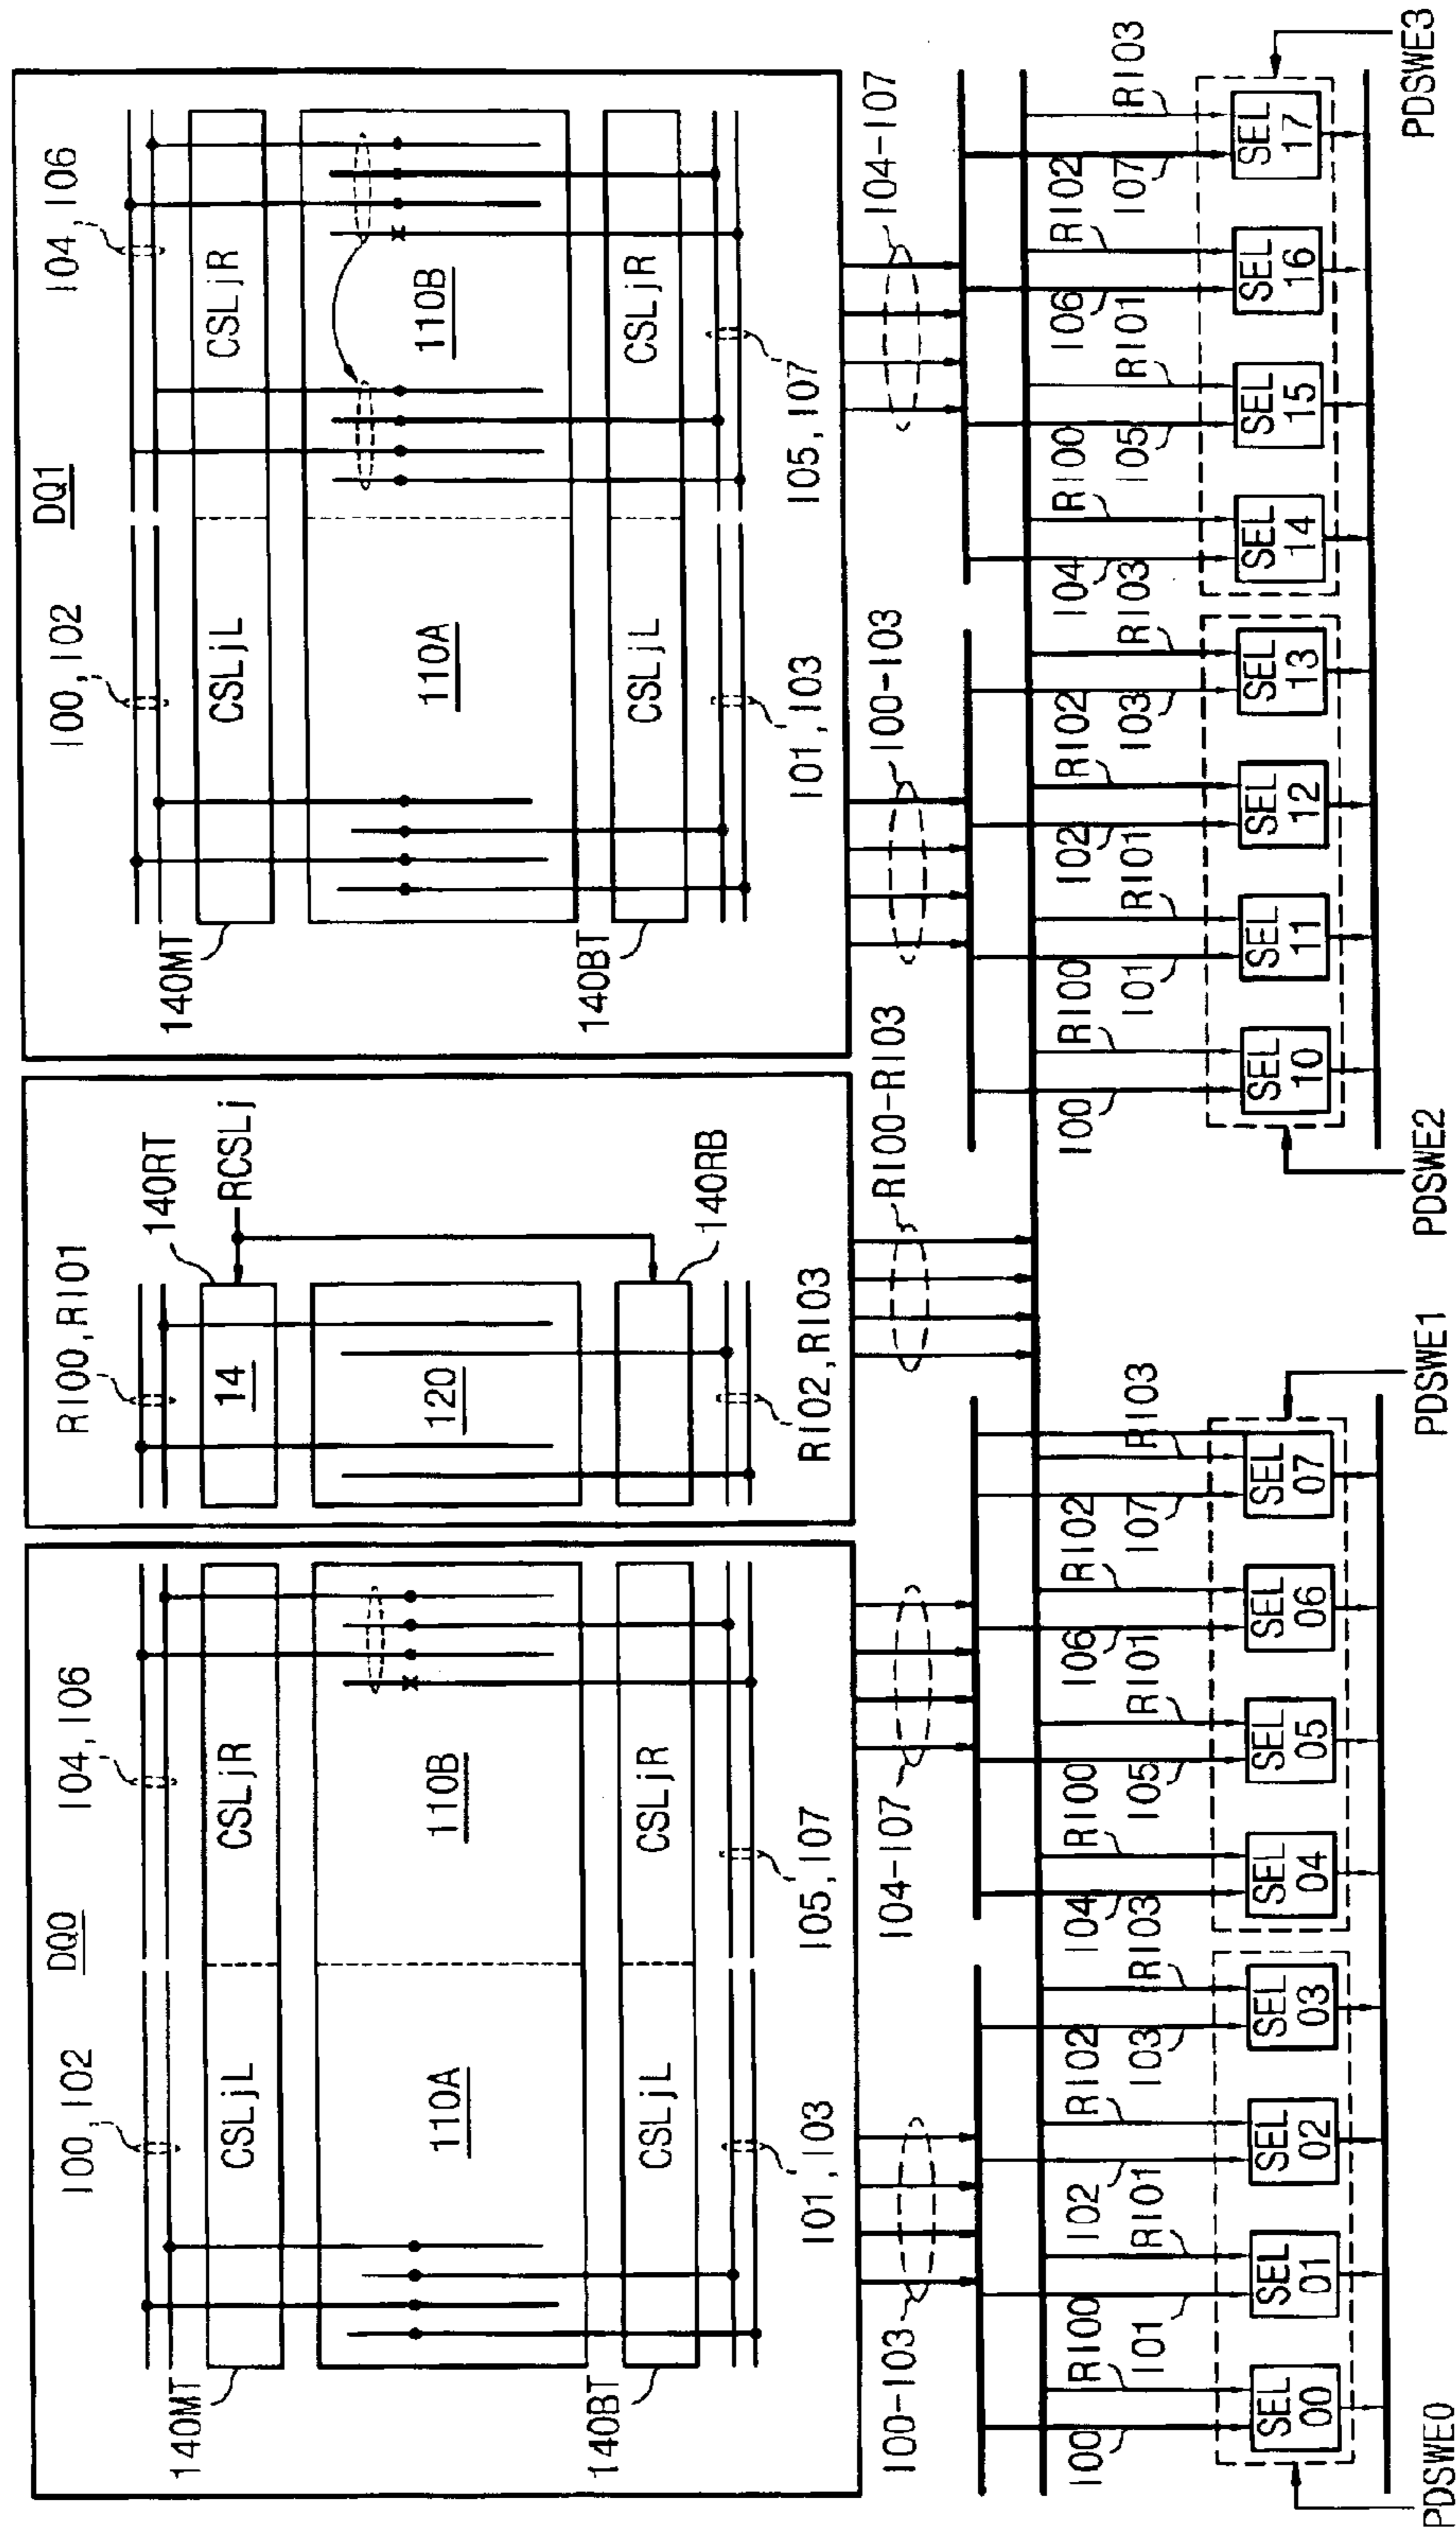 DQ0
IO0, IO2
IO4, IO6
140MT
CSLjL
CSLjR
110A
110B
140BT
CSLjL
CSLjR
IO1, IO3
IO5, IO7
RIO0, RIO1
140RT
14
RCSLj
120
140RB
RIO2, RIO3
DQ1
IO0, IO2
IO4, IO6
140MT
CSLjL
CSLjR
110A
110B
140BT
CSLjL
CSLjR
IO1, IO3
IO5, IO7
IO0-IO3
IO4-IO7
RIO0-RIO3
IO0-IO3
IO4-IO7
IO0
RIO0
IO1
RIO1
IO2
RIO2
IO3
RIO3
IO4
RIO0
IO5
RIO1
IO6
RIO2
IO7
RIO3
IO0
RIO0
IO1
RIO1
IO2
RIO2
IO3
RIO3
IO4
RIO0
IO5
RIO1
IO6
RIO2
IO7
RIO3
SEL
00
SEL
01
SEL
02
SEL
03
SEL
04
SEL
05
SEL
06
SEL
07
SEL
10
SEL
11
SEL
12
SEL
13
SEL
14
SEL
15
SEL
16
SEL
17
PDSWE0
PDSWE1
PDSWE2
PDSWE3